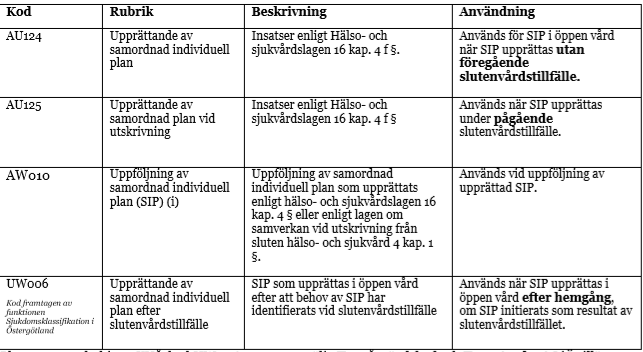 Kod Rubrik Beskrivning Användning
AU124
Upprättande av
samordnad individuell
plan
Insatser enligt Hälso- och
sjukvårdslagen 16 kap. 4 f §.
Används för SIP i öppen vård
när SIP upprättas utan
föregående
slutenvårdstillfälle.
AU125
Upprättande av
samordnad plan vid
utskrivning
Insatser enligt Hälso- och
sjukvårdslagen 16 kap. 4 f §
Används när SIP upprättas
under pågående
slutenvårdstillfälle.
AW010
Uppföljning av
samordnad individuell
plan (SIP) (i)
Uppföljning av samordnad
individuell plan som upprättats
enligt hälso- och sjukvårdslagen 16
kap. 4 § eller enligt lagen om
samverkan vid utskrivning från
sluten hälso- och sjukvård 4 kap. 1
§.
Används vid uppföljning av
upprättad SIP.
UW006
Kod framtagen av
funktionen
Sjukdomsklassifikation i
Östergötland
Upprättande av
samordnad individuell
plan efter
slutenvårdstillfälle
SIP som upprättas i öppen vård
efter att behov av SIP har
identifierats vid slutenvårdstillfälle
Används när SIP upprättas i
öppen vård efter hemgång,
om SIP initierats som resultat av
slutenvårdstillfället.